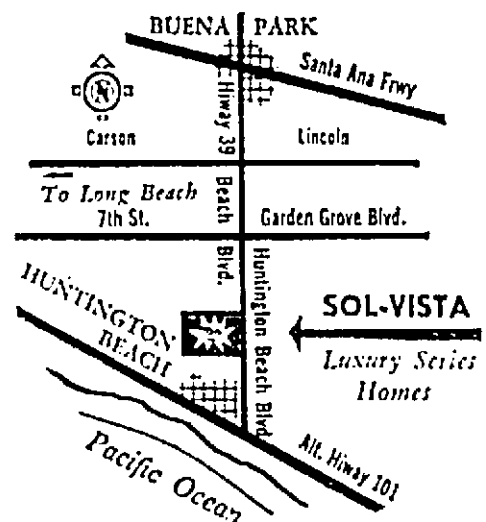 BUENA PARK
Santa Ana Frwy
N
Carson
Lincoln
Hiway 39
Beach Blvd.
To Long Beach
7th St.
Garden Grove Blvd.
HUNTINGTON
BEACH
Huntington Beach Blvd
SOL-VISTA
Luxury Series
Homes
Alt. Hiway 101
Pacific Ocean